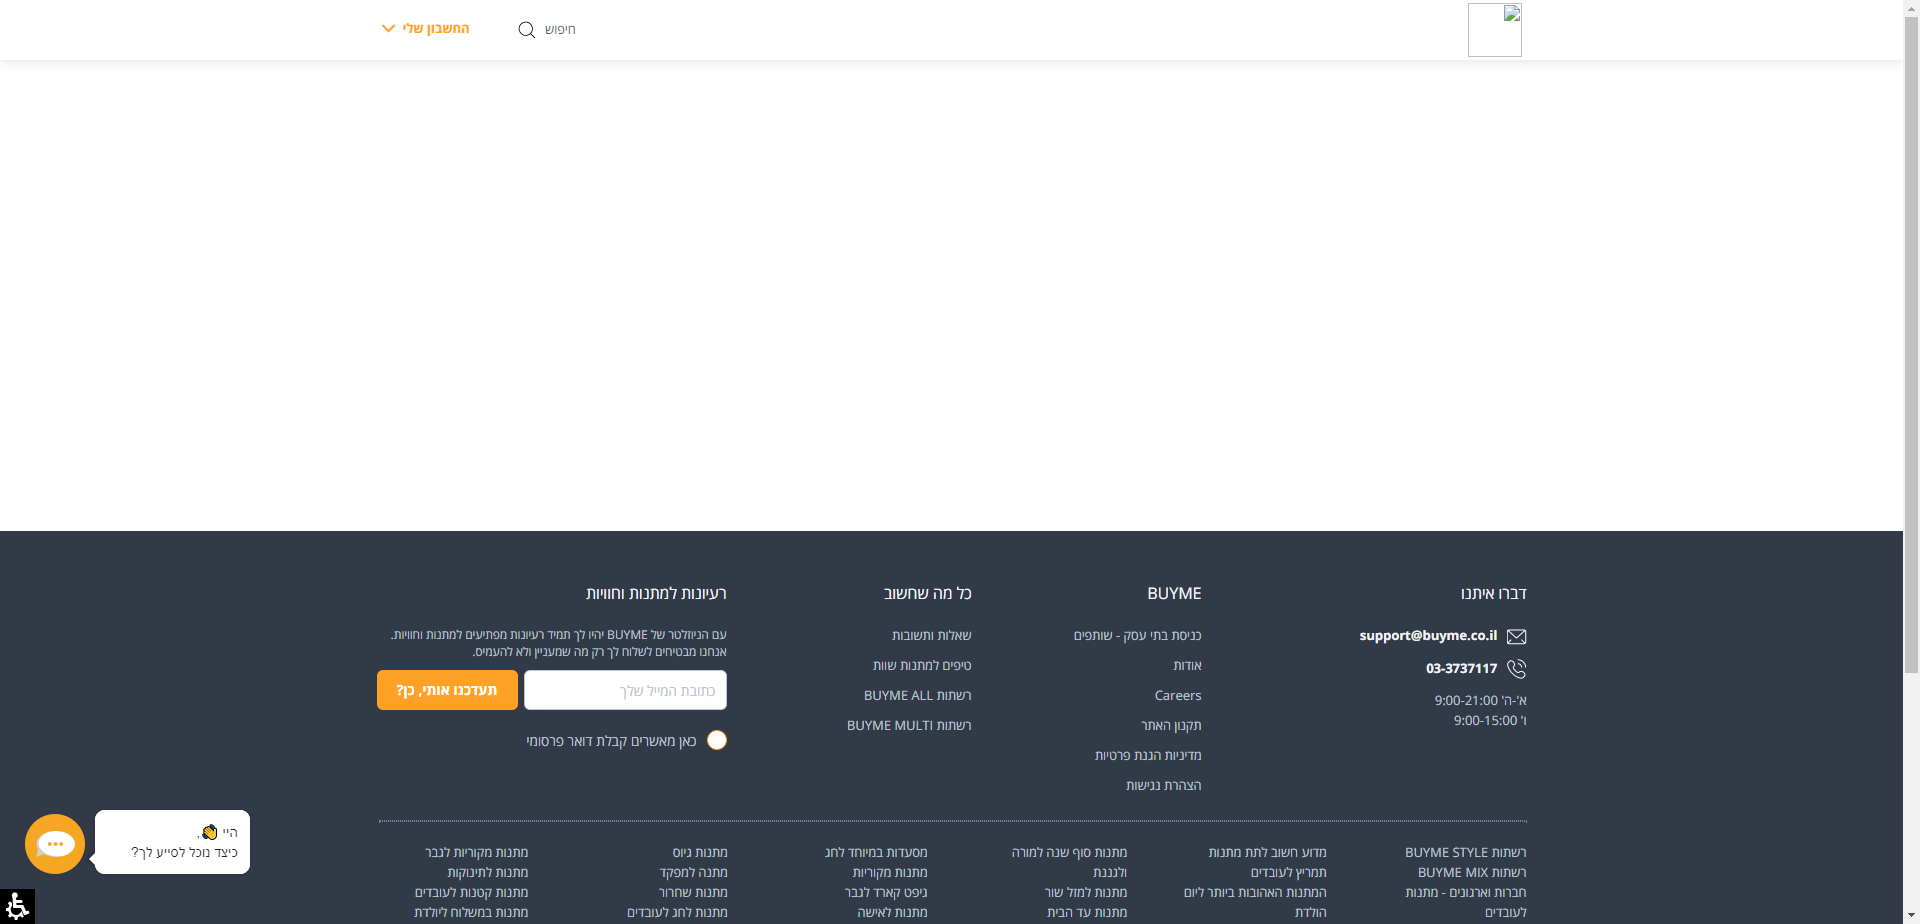 חיפוש
החשבון שלי
דברו איתנו
support@buyme.co.il
03-3737117
א'-ה' 9:00-21:00
ו' 9:00-15:00
BUYME
כניסת בתי עסק - שותפים
אודות
Careers
תקנון האתר
מדיניות הגנת פרטיות
הצהרת נגישות
כל מה שחשוב
שאלות ותשובות
טיפים למתנות שוות
רשתות BUYME ALL
רשתות BUYME MULTI
רעיונות למתנות וחוויות
עם הניוזלטר של BUYME יהיו לך תמיד רעיונות מפתיעים למתנות וחוויות.
אנחנו מבטיחים לשלוח לך רק מה שמעניין ולא להעמיס.
כתובת המייל שלך
תעדכנו אותי, כן?
כאן מאשרים קבלת דואר פרסומי
היי 👏,
כיצד נוכל לסייע לך?
רשתות BUYME STYLE
רשתות BUYME MIX
חברות וארגונים - מתנות
לעובדים
מדוע חשוב לתת מתנות
תמריץ לעובדים
המתנות האהובות ביותר ליום
הולדת
מתנות סוף שנה למורה
ולגננת
מתנות למזל שור
מתנות עד הבית
מסעדות במיוחד לחג
מתנות מקוריות
גיפט קארד לגבר
מתנות לאישה
מתנות גיוס
מתנה למפקד
מתנות שחרור
מתנות לחג לעובדים
מתנות מקוריות לגבר
מתנות לתינוקות
מתנות קטנות לעובדים
מתנות במשלוח ליולדת